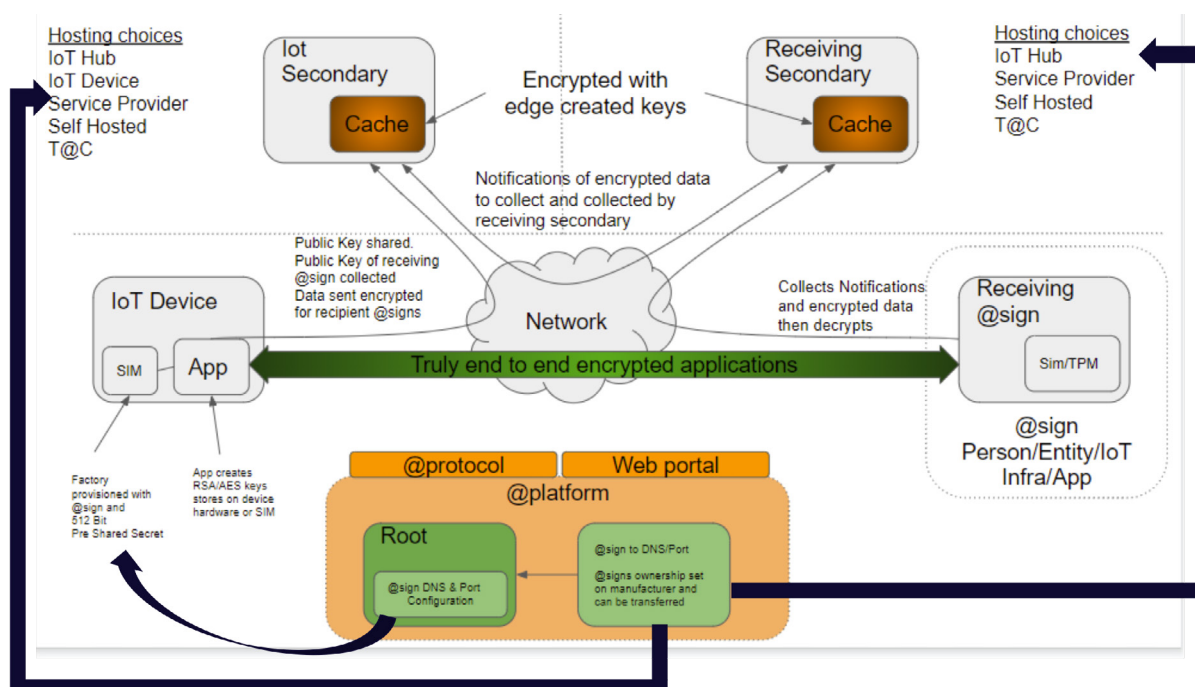 Hosting choices
IoT Hub
IoT Device
Service Provider
Self Hosted
T@C
Iot
Secondary
Cache
Encrypted with
edge created keys
Receiving
Secondary
Cache
Hosting choices
IoT Hub
Service Provider
Self Hosted
T@C
Notifications of encrypted data
to collect and collected by
receiving secondary
Public Key shared.
Public Key of receiving
@sign collected
Data sent encrypted
for recipient @signs
IoT Device
SIM
App
Network
Collects Notifications
and encrypted data
then decrypts
Receiving
@sign
Sim/TPM
Truly end to end encrypted applications
@sign
Person/Entity/IoT
Infra/App
Factory
provisioned with
@sign and
512 Bit
Pre Shared Secret
App creates
RSA/AES keys
stores on device
hardware or SIM
@protocol
Web portal
@platform
Root
@sign DNS & Port
Configuration
@sign to DNS/Port
@signs ownership set
on manufacturer and
can be transferred